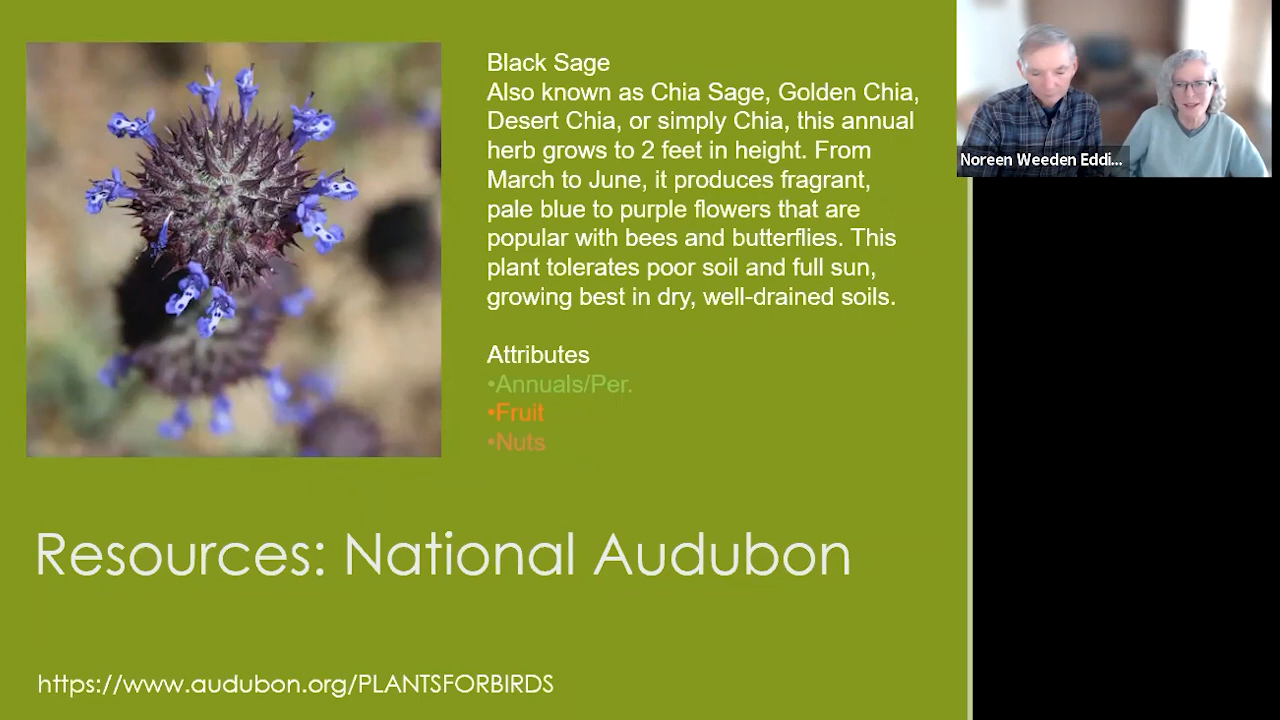 Black Sage
Also known as Chia Sage, Golden Chia,
Desert Chia, or simply Chia, this annual
herb grows to 2 feet in height. From
March to June, it produces fragrant,
pale blue to purple flowers that are
popular with bees and butterflies. This
plant tolerates poor soil and full sun,
growing best in dry, well-drained soils.
Attributes
•Annuals/Per.
•Fruit
•Nuts
Resources: National Audubon
https://www.audubon.org/PLANTSFORBIRDS
Noreen Weeden Eddi...